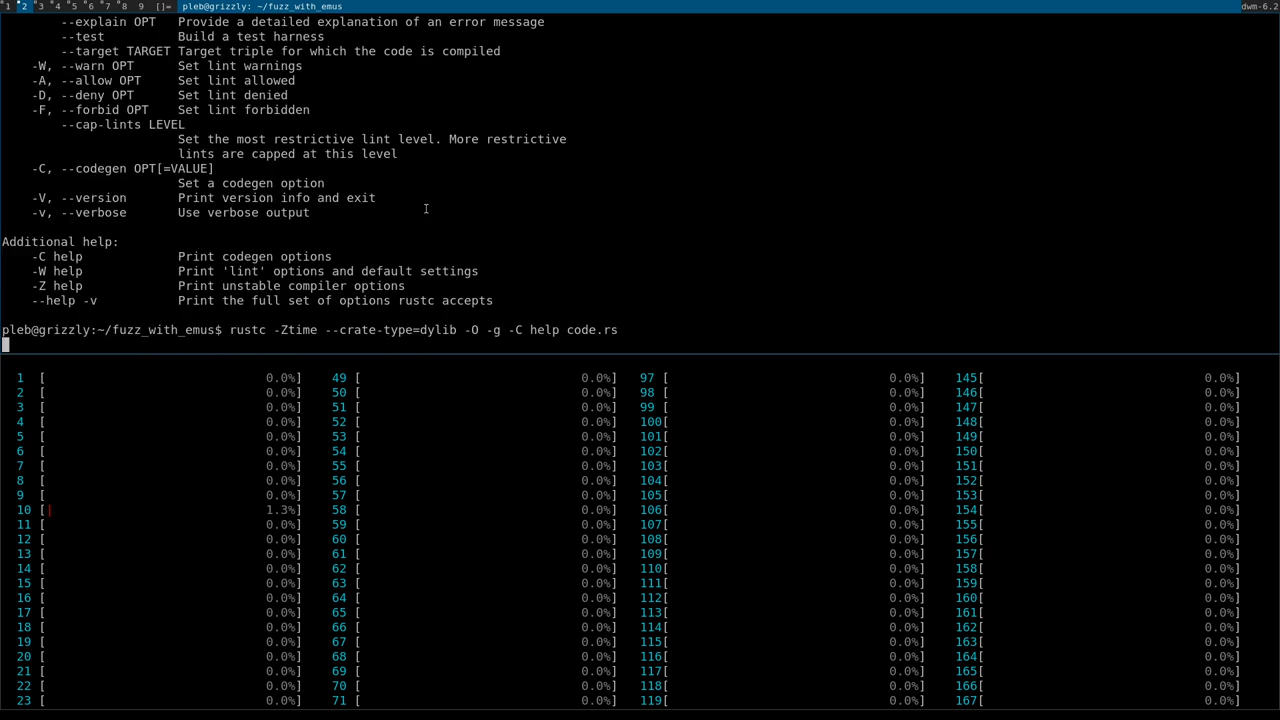 1 2 3 4 5 6 7 8 9 []= pleb@grizzly: ~/fuzz_with_emus dwm-6.2
--explain OPT Provide a detailed explanation of an error message
--test Build a test harness
--target TARGET Target triple for which the code is compiled
-W, --warn OPT Set lint warnings
-A, --allow OPT Set lint allowed
-D, --deny OPT Set lint denied
-F, --forbid OPT Set lint forbidden
--cap-lints LEVEL
Set the most restrictive lint level. More restrictive
lints are capped at this level
-C, --codegen OPT[=VALUE]
Set a codegen option
-V, --version Print version info and exit
-v, --verbose Use verbose output
Additional help:
-C help Print codegen options
-W help Print 'lint' options and default settings
-Z help Print unstable compiler options
--help -v Print the full set of options rustc accepts
pleb@grizzly:~/fuzz_with_emus$ rustc -Ztime --crate-type=dylib -O -g -C help code.rs
1 [ 0.0%] 49 [ 0.0%] 97 [ 0.0%] 145[ 0.0%]
2 [ 0.0%] 50 [ 0.0%] 98 [ 0.0%] 146[ 0.0%]
3 [ 0.0%] 51 [ 0.0%] 99 [ 0.0%] 147[ 0.0%]
4 [ 0.0%] 52 [ 0.0%] 100[ 0.0%] 148[ 0.0%]
5 [ 0.0%] 53 [ 0.0%] 101[ 0.0%] 149[ 0.0%]
6 [ 0.0%] 54 [ 0.0%] 102[ 0.0%] 150[ 0.0%]
7 [ 0.0%] 55 [ 0.0%] 103[ 0.0%] 151[ 0.0%]
8 [ 0.0%] 56 [ 0.0%] 104[ 0.0%] 152[ 0.0%]
9 [ 0.0%] 57 [ 0.0%] 105[ 0.0%] 153[ 0.0%]
10 [| 1.3%] 58 [ 0.0%] 106[ 0.0%] 154[ 0.0%]
11 [ 0.0%] 59 [ 0.0%] 107[ 0.0%] 155[ 0.0%]
12 [ 0.0%] 60 [ 0.0%] 108[ 0.0%] 156[ 0.0%]
13 [ 0.0%] 61 [ 0.0%] 109[ 0.0%] 157[ 0.0%]
14 [ 0.0%] 62 [ 0.0%] 110[ 0.0%] 158[ 0.0%]
15 [ 0.0%] 63 [ 0.0%] 111[ 0.0%] 159[ 0.0%]
16 [ 0.0%] 64 [ 0.0%] 112[ 0.0%] 160[ 0.0%]
17 [ 0.0%] 65 [ 0.0%] 113[ 0.0%] 161[ 0.0%]
18 [ 0.0%] 66 [ 0.0%] 114[ 0.0%] 162[ 0.0%]
19 [ 0.0%] 67 [ 0.0%] 115[ 0.0%] 163[ 0.0%]
20 [ 0.0%] 68 [ 0.0%] 116[ 0.0%] 164[ 0.0%]
21 [ 0.0%] 69 [ 0.0%] 117[ 0.0%] 165[ 0.0%]
22 [ 0.0%] 70 [ 0.0%] 118[ 0.0%] 166[ 0.0%]
23 [ 0.0%] 71 [ 0.0%] 119[ 0.0%] 167[ 0.0%]